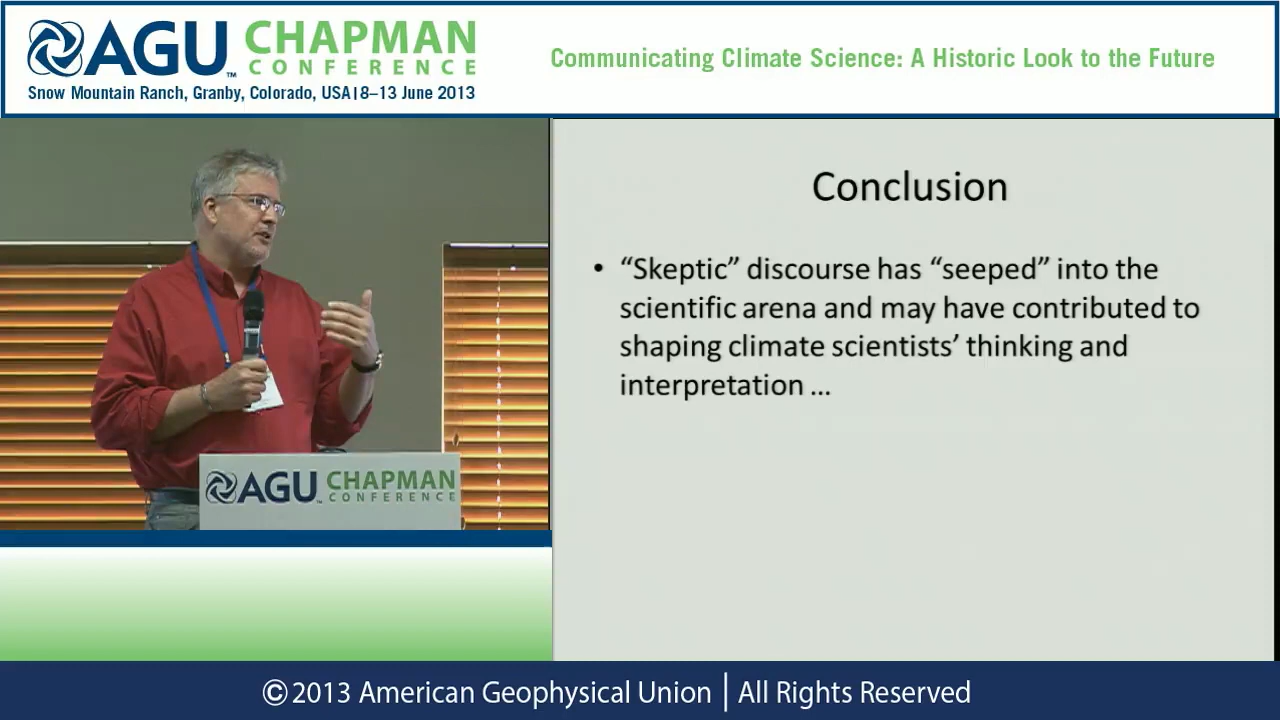 AGU CHAPMAN
CONFERENCE
™
Snow Mountain Ranch, Granby, Colorado, USA|8–13 June 2013
Communicating Climate Science: A Historic Look to the Future
Conclusion
• “Skeptic” discourse has “seeped” into the
scientific arena and may have contributed to
shaping climate scientists’ thinking and
interpretation ...
AGU CHAPMAN
CONFERENCE
©2013 American Geophysical Union | All Rights Reserved